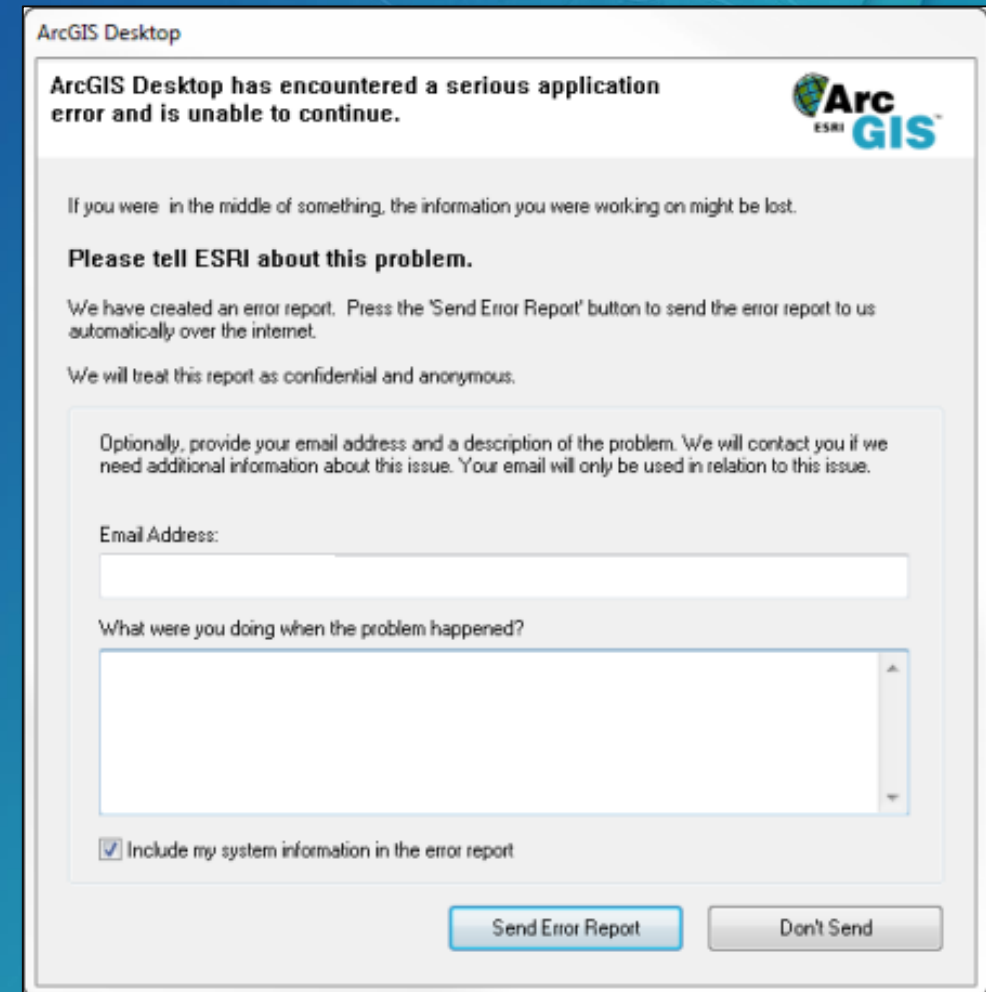 ArcGIS Desktop
ArcGIS Desktop has encountered a serious application
error and is unable to continue.
Arc
ESRI GIS™
If you were in the middle of something, the information you were working on might be lost.
Please tell ESRI about this problem.
We have created an error report. Press the 'Send Error Report' button to send the error report to us
automatically over the internet.
We will treat this report as confidential and anonymous.
Optionally, provide your email address and a description of the problem. We will contact you if we
need additional information about this issue. Your email will only be used in relation to this issue.
Email Address:
What were you doing when the problem happened?
Include my system information in the error report
Send Error Report
Don't Send